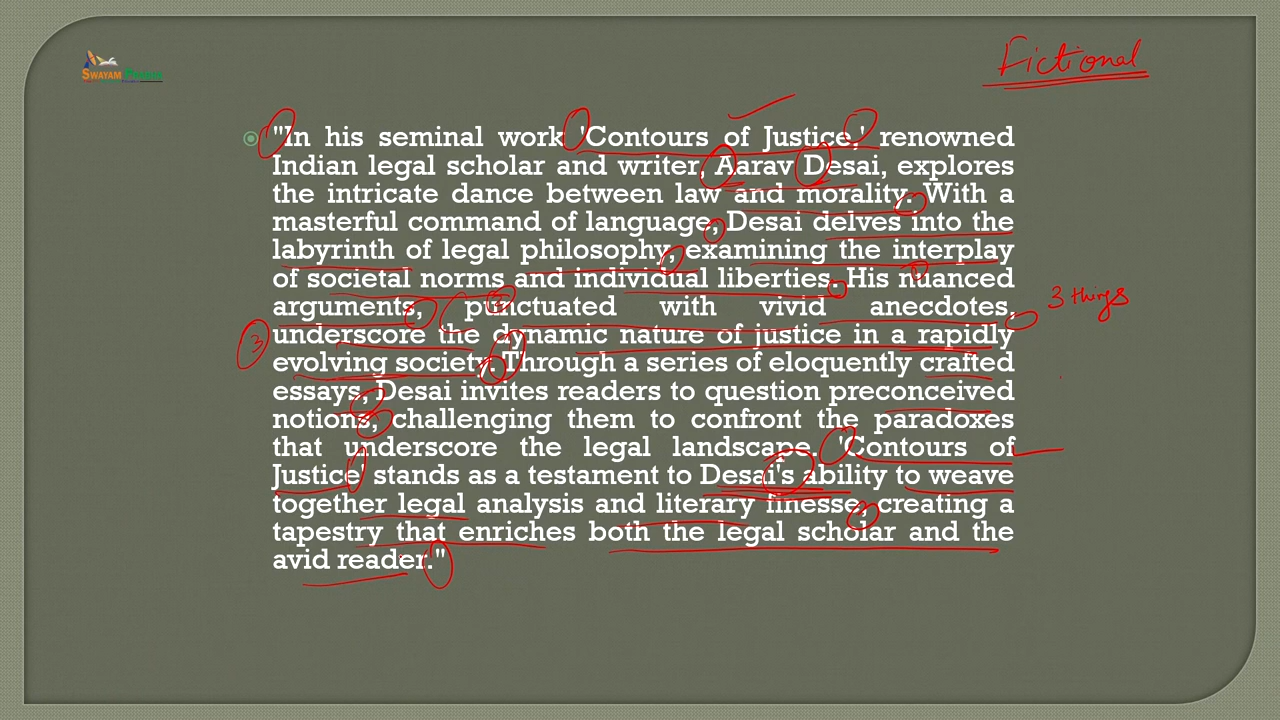 Fictional
SWAYAM PRABHA
"In his seminal work 'Contours of Justice,' renowned
Indian legal scholar and writer, Aarav Desai, explores
the intricate dance between law and morality. With a
masterful command of language, Desai delves into the
labyrinth of legal philosophy, examining the interplay
of societal norms and individual liberties. His nuanced
arguments, punctuated with vivid anecdotes,
3 things
underscore the dynamic nature of justice in a rapidly
3
evolving society. Through a series of eloquently crafted
essays, Desai invites readers to question preconceived
notions, challenging them to confront the paradoxes
that underscore the legal landscape. 'Contours of
Justice' stands as a testament to Desai's ability to weave
together legal analysis and literary finesse, creating a
tapestry that enriches both the legal scholar and the
avid reader."